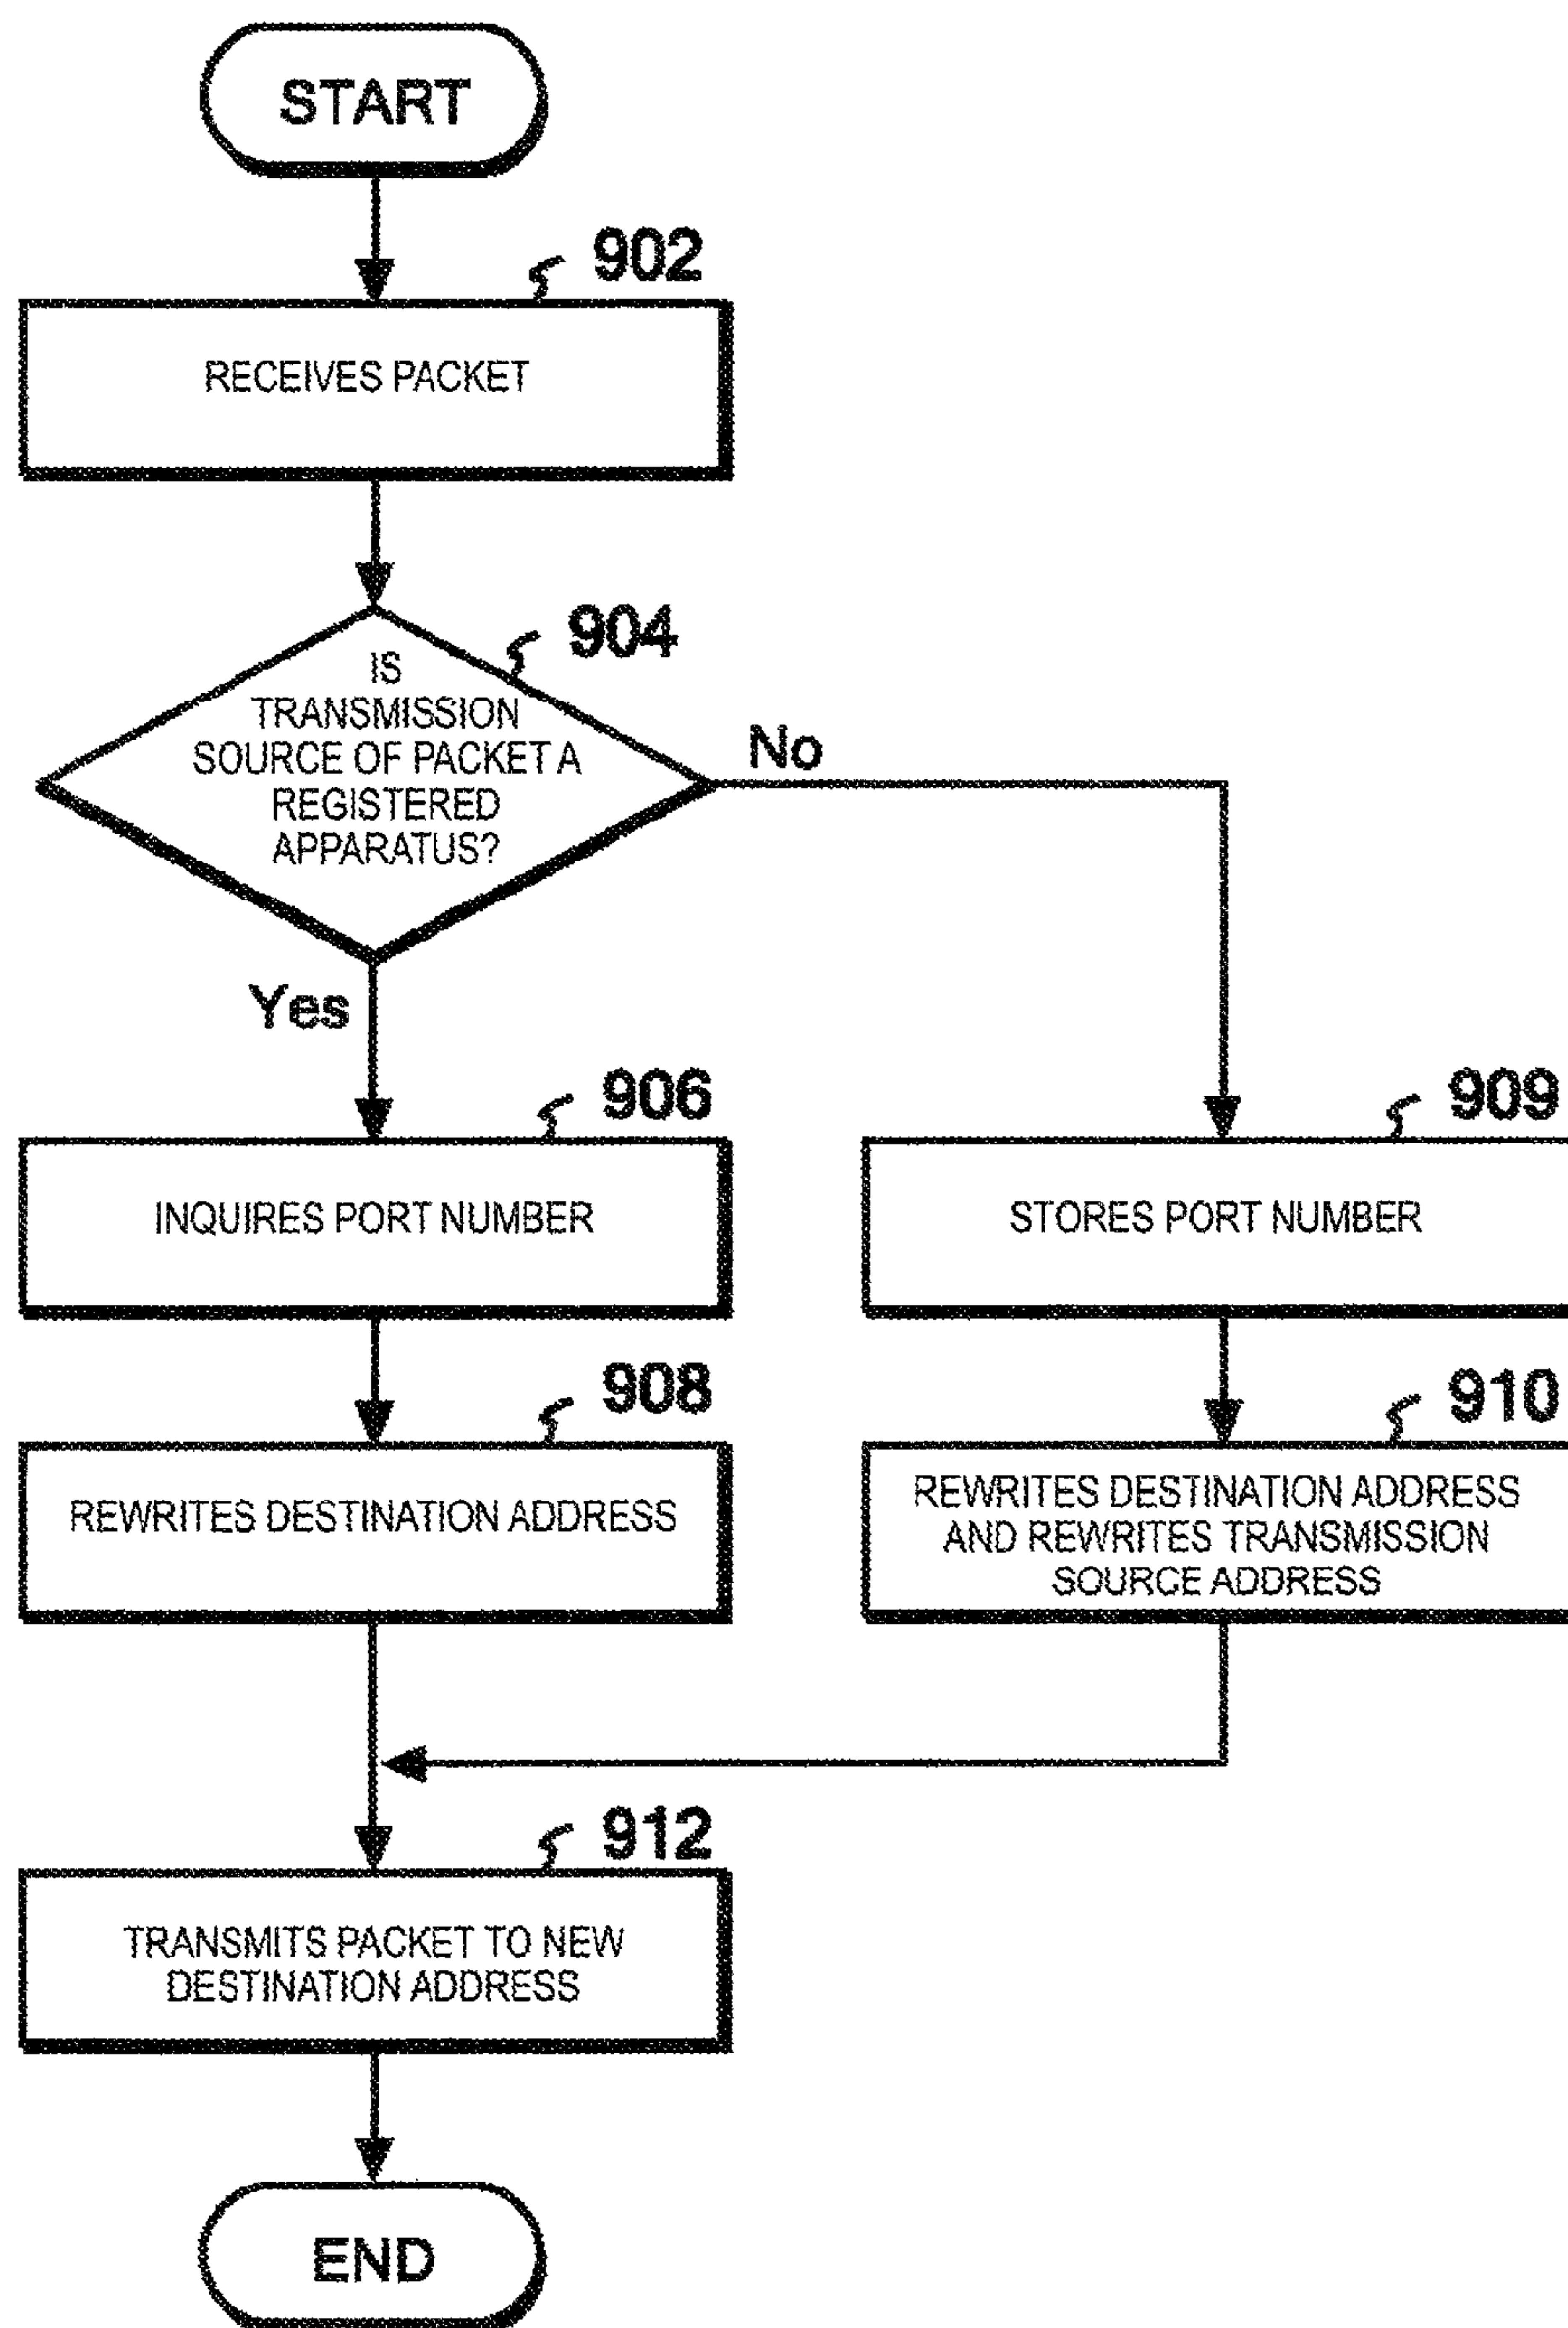 START
902
RECEIVES PACKET
904
IS
TRANSMISSION
SOURCE OF PACKET A
REGISTERED
APPARATUS?
No
Yes
906
INQUIRES PORT NUMBER
909
STORES PORT NUMBER
908
REWRITES DESTINATION ADDRESS
910
REWRITES DESTINATION ADDRESS
AND REWRITES TRANSMISSION
SOURCE ADDRESS
912
TRANSMITS PACKET TO NEW
DESTINATION ADDRESS
END